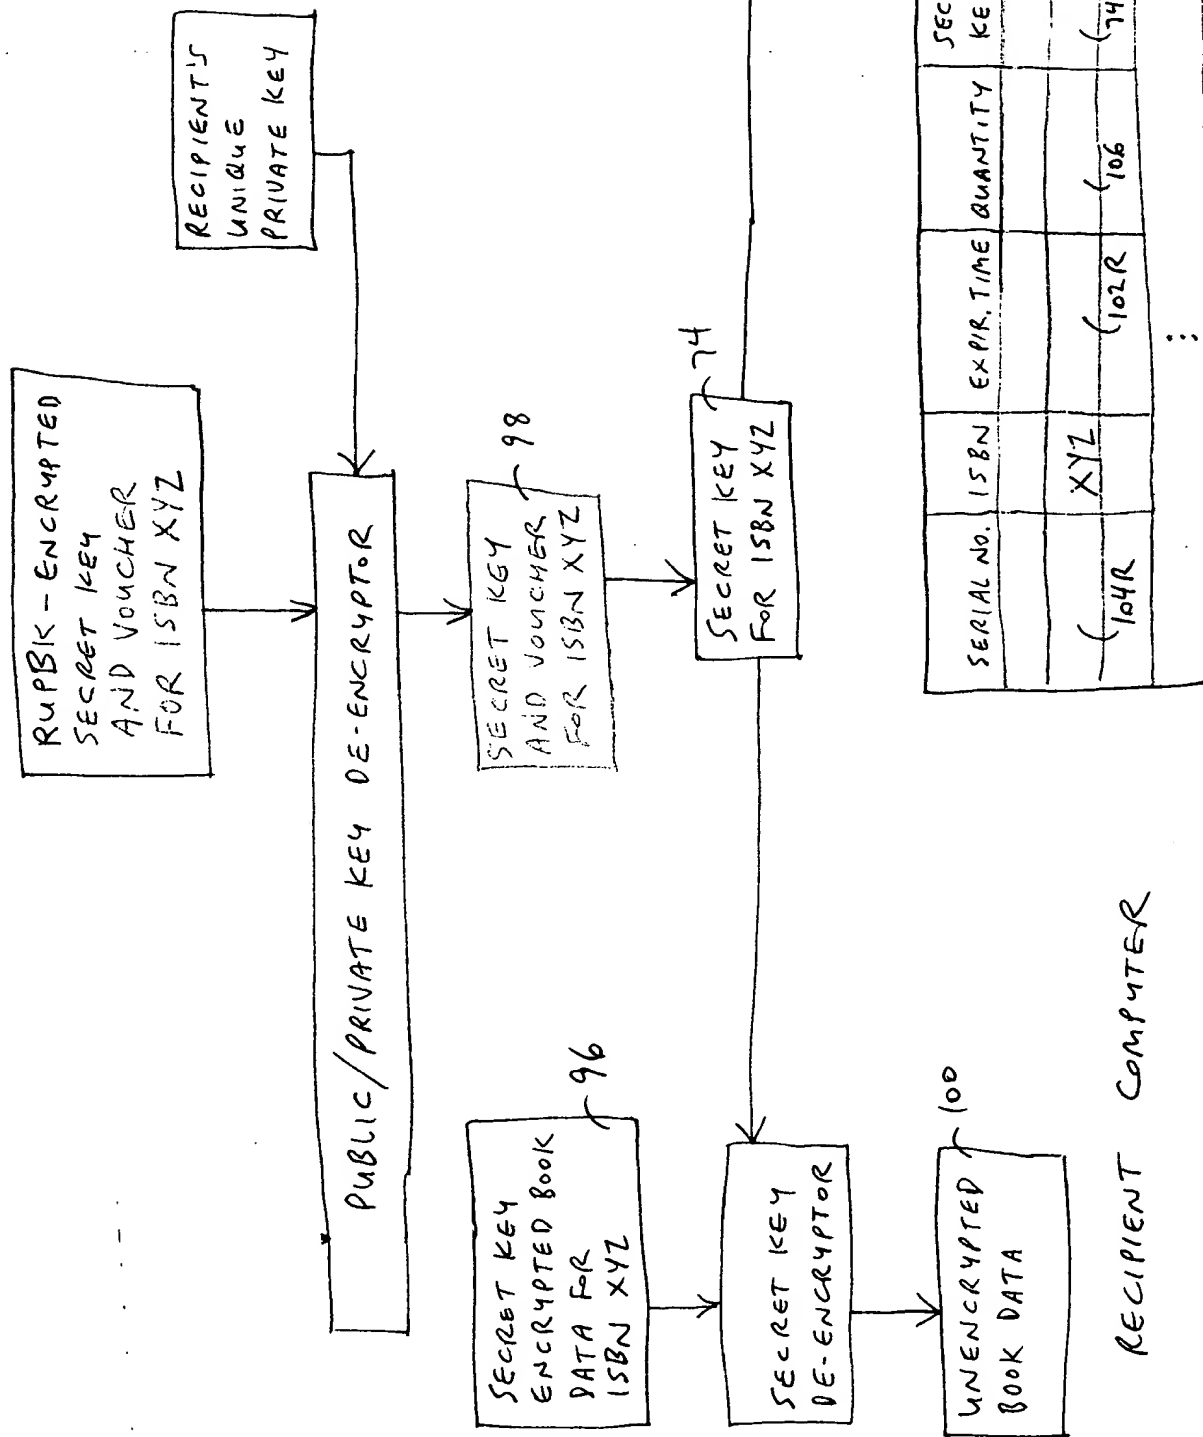 RUPBK-ENCRYPTED
SECRET KEY
AND VOUCHER
FOR ISBN XYZ
RECIPIENT'S
UNIQUE
PRIVATE KEY
PUBLIC/PRIVATE KEY DE-ENCRYPTOR
98
SECRET KEY
AND VOUCHER
FOR ISBN XYZ
74
SECRET KEY
FOR ISBN XYZ
96
SECRET KEY
ENCRYPTED BOOK
DATA FOR
ISBN XYZ
SECRET KEY
DE-ENCRYPTOR
100
UNENCRYPTED
BOOK DATA
RECIPIENT COMPUTER
SERIAL NO. ISBN EXPIR. TIME QUANTITY SEC
KE
XYZ
104R 102R 106 74